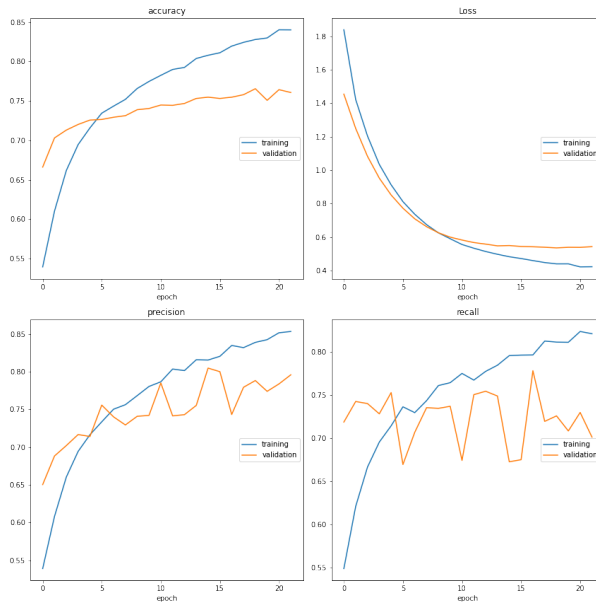 accuracy
0.85
0.80
0.75
0.70
0.65
0.60
0.55
0 5 10 15 20
epoch
training
validation
Loss
1.8
1.6
1.4
1.2
1.0
0.8
0.6
0.4
0 5 10 15 20
epoch
training
validation
precision
0.85
0.80
0.75
0.70
0.65
0.60
0.55
0 5 10 15 20
epoch
training
validation
recall
0.80
0.75
0.70
0.65
0.60
0.55
0 5 10 15 20
epoch
training
validation